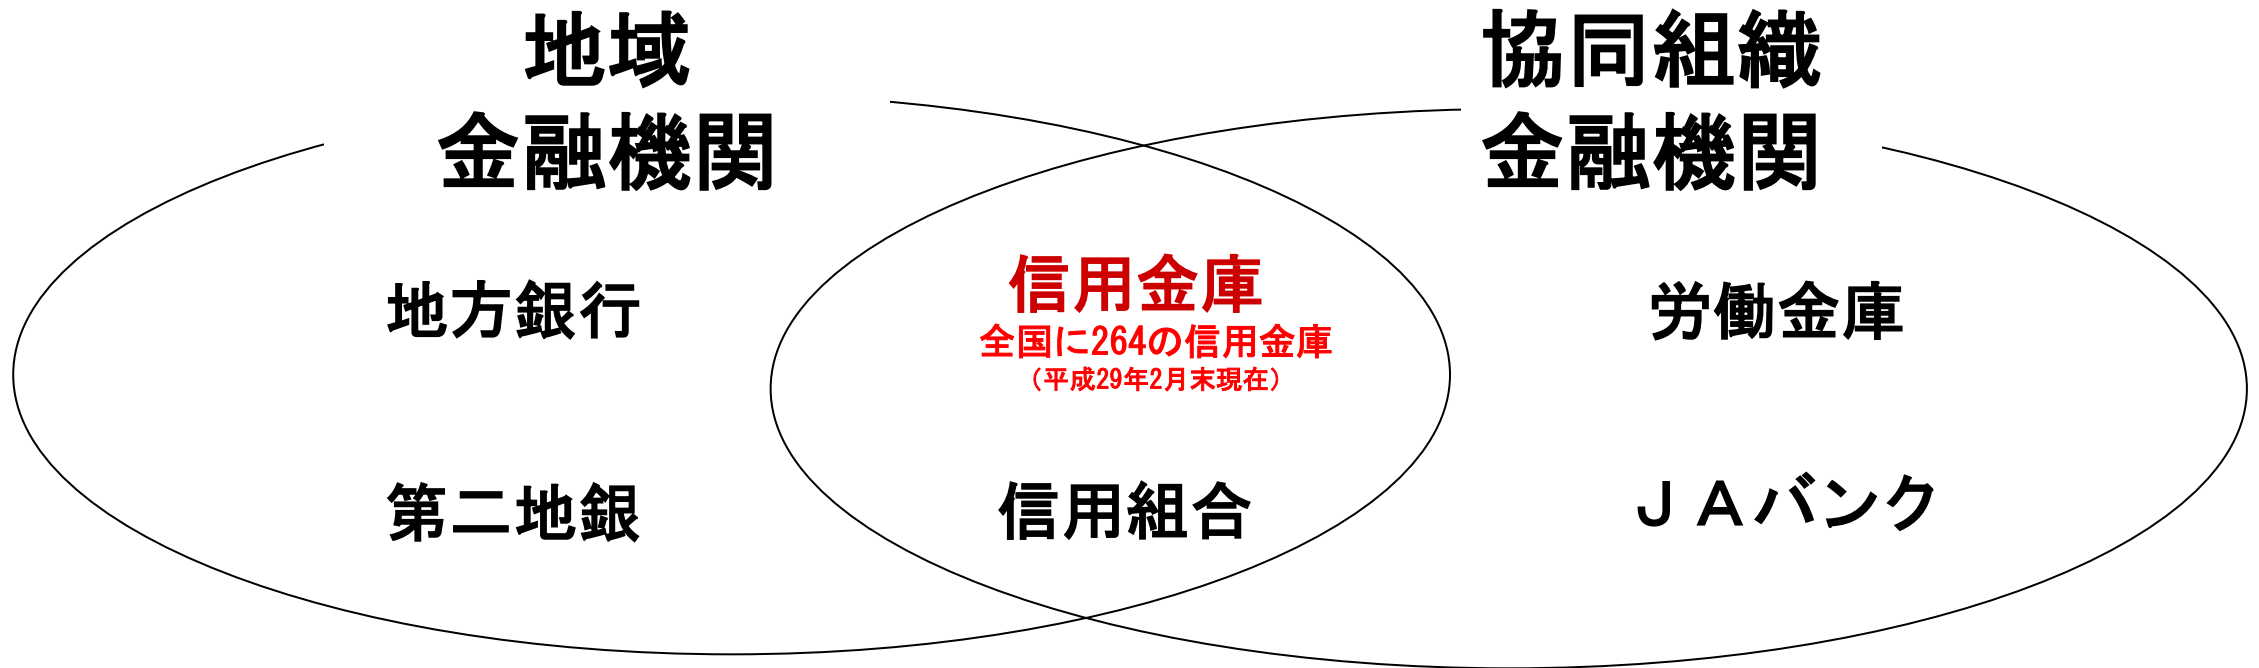 地域
金融機関
協同組織
金融機関
地方銀行
第二地銀
信用金庫
全国に264の信用金庫
（平成29年2月末現在）
信用組合
労働金庫
ＪＡバンク